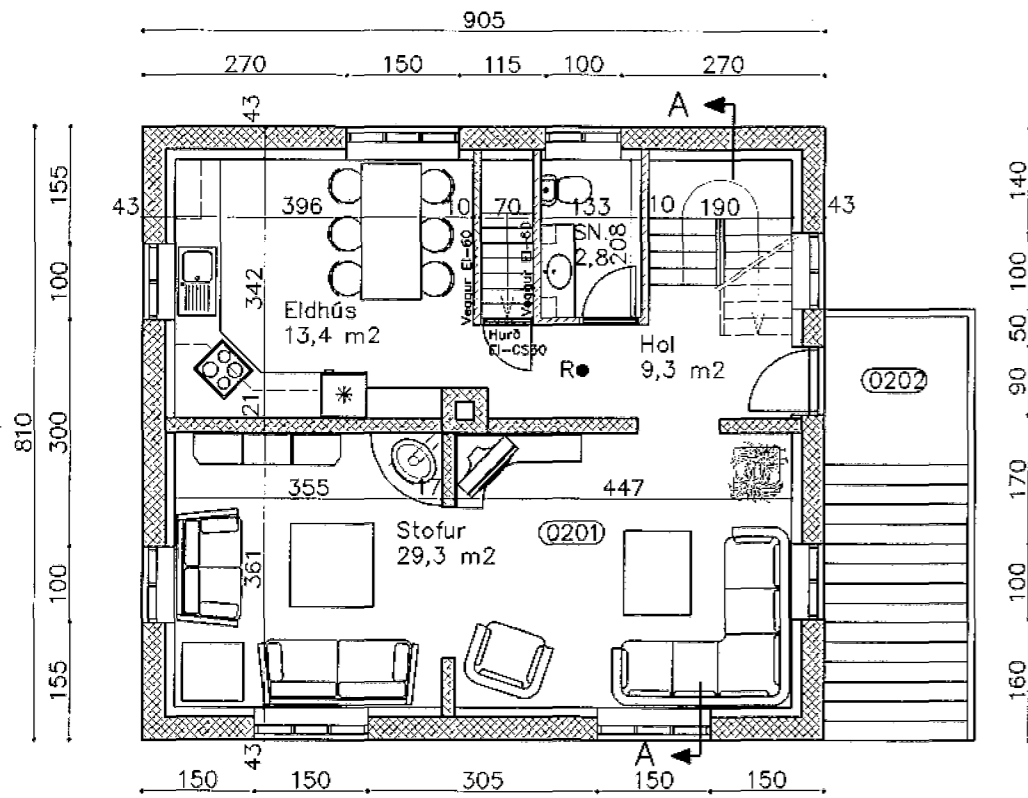 905
270 150 115 100 270
43
A
155
140
43 396 10 70 133 10 190 43
SN.
2,8
208
Veggur EI-60
Veggur EI-60
100
342
100
Eldhús
13,4 m2
Hurð
EI-CS30
Hol
9,3 m2
50
R
90
0202
21
810
300
355 17 447
170
Stofur
29,3 m2
0201
361
100
100
155
160
43
A
150 150 305 150 150